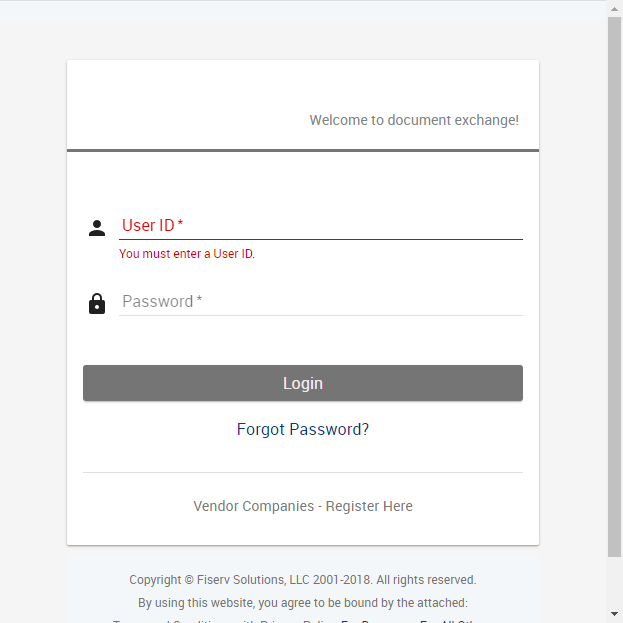 Welcome to document exchange!
User ID *
You must enter a User ID.
Password *
Login
Forgot Password?
Vendor Companies - Register Here
Copyright © Fiserv Solutions, LLC 2001-2018. All rights reserved.
By using this website, you agree to be bound by the attached: